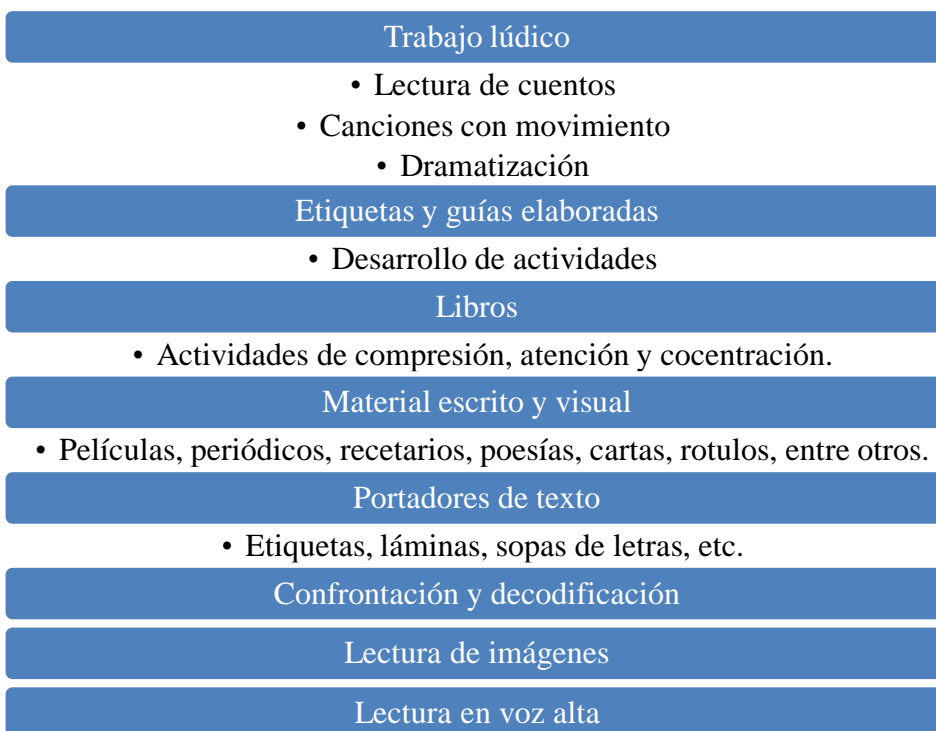 Trabajo lúdico
• Lectura de cuentos
• Canciones con movimiento
• Dramatización
Etiquetas y guías elaboradas
• Desarrollo de actividades
Libros
• Actividades de compresión, atención y cocentración.
Material escrito y visual
• Películas, periódicos, recetarios, poesías, cartas, rotulos, entre otros.
Portadores de texto
• Etiquetas, láminas, sopas de letras, etc.
Confrontación y decodificación
Lectura de imágenes
Lectura en voz alta